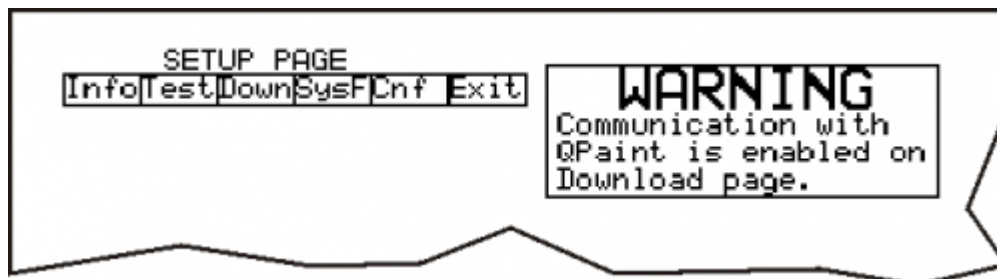 SETUP PAGE
Info Test Down SysF Cnf Exit
WARNING
Communication with
QPaint is enabled on
Download page.